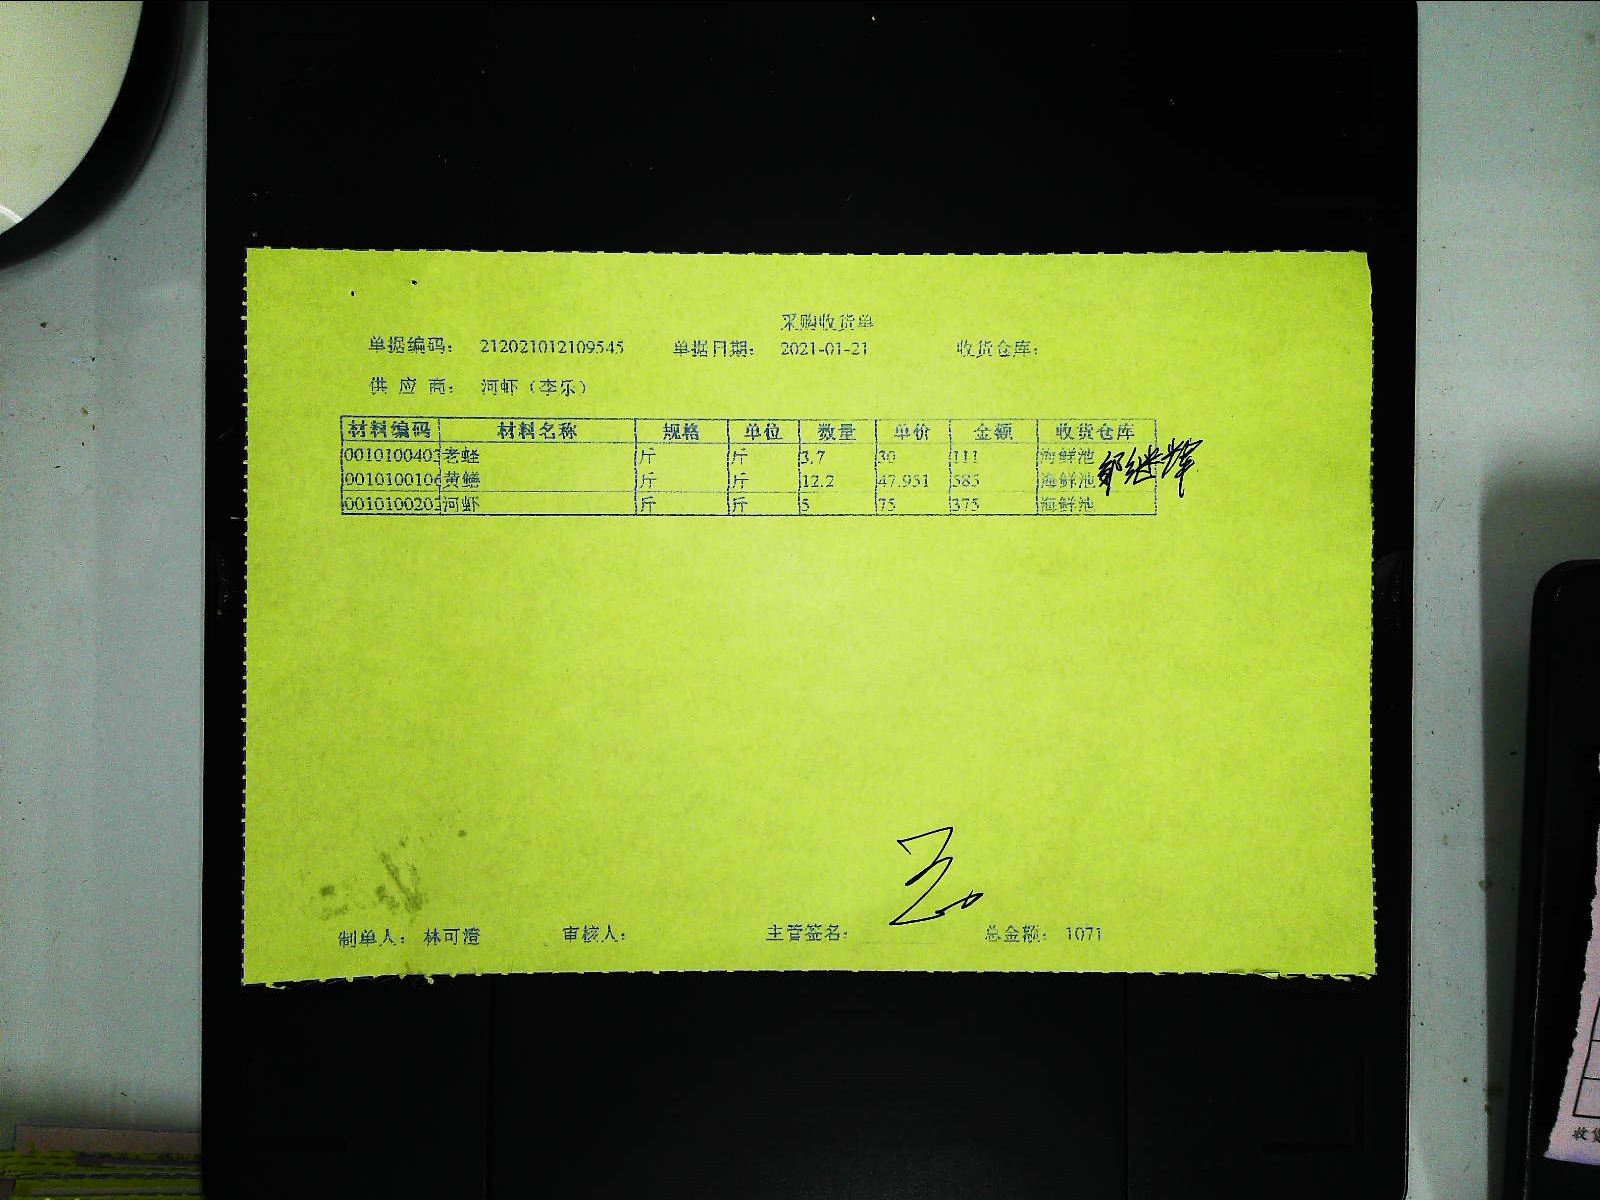 采购收货单
单据编码： 212021012109545 单据日期： 2021-01-21 收货仓库：
供 应 商： 河虾（李乐）
材料编码 材料名称 规格 单位 数量 单价 金额 收货仓库
0010100403 老蛏 斤 斤 3.7 30 111 海鲜池
0010100106 黄鳝 斤 斤 12.2 47.951 585 海鲜池
0010100202 河虾 斤 斤 5 75 375 海鲜池
制单人： 林可澄 审核人： 主管签名： 总金额： 1071